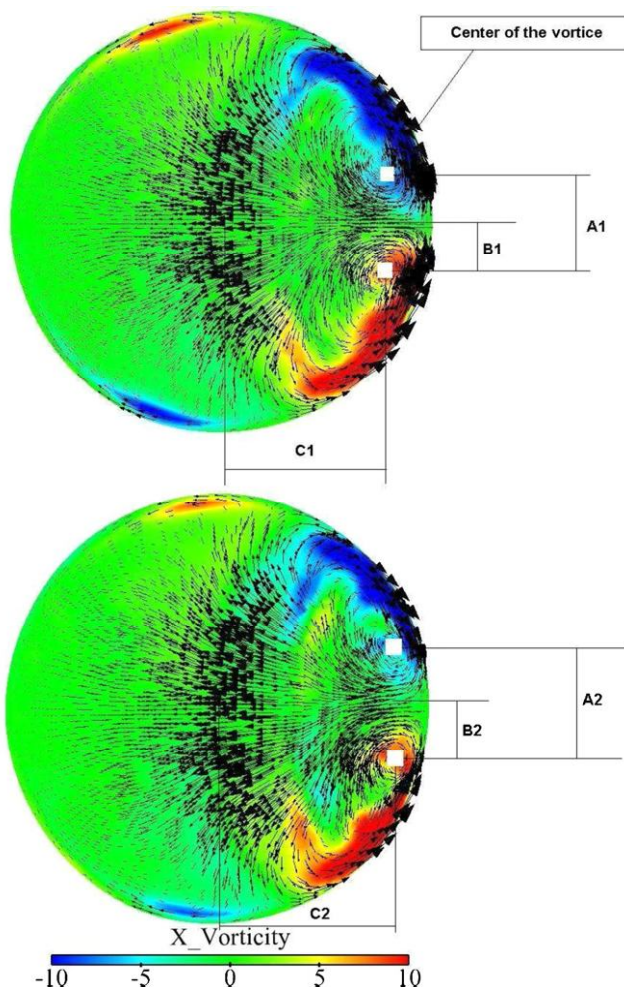 Center of the vortice
A1
B1
C1
A2
B2
C2
X_Vorticity
-10 -5 0 5 10